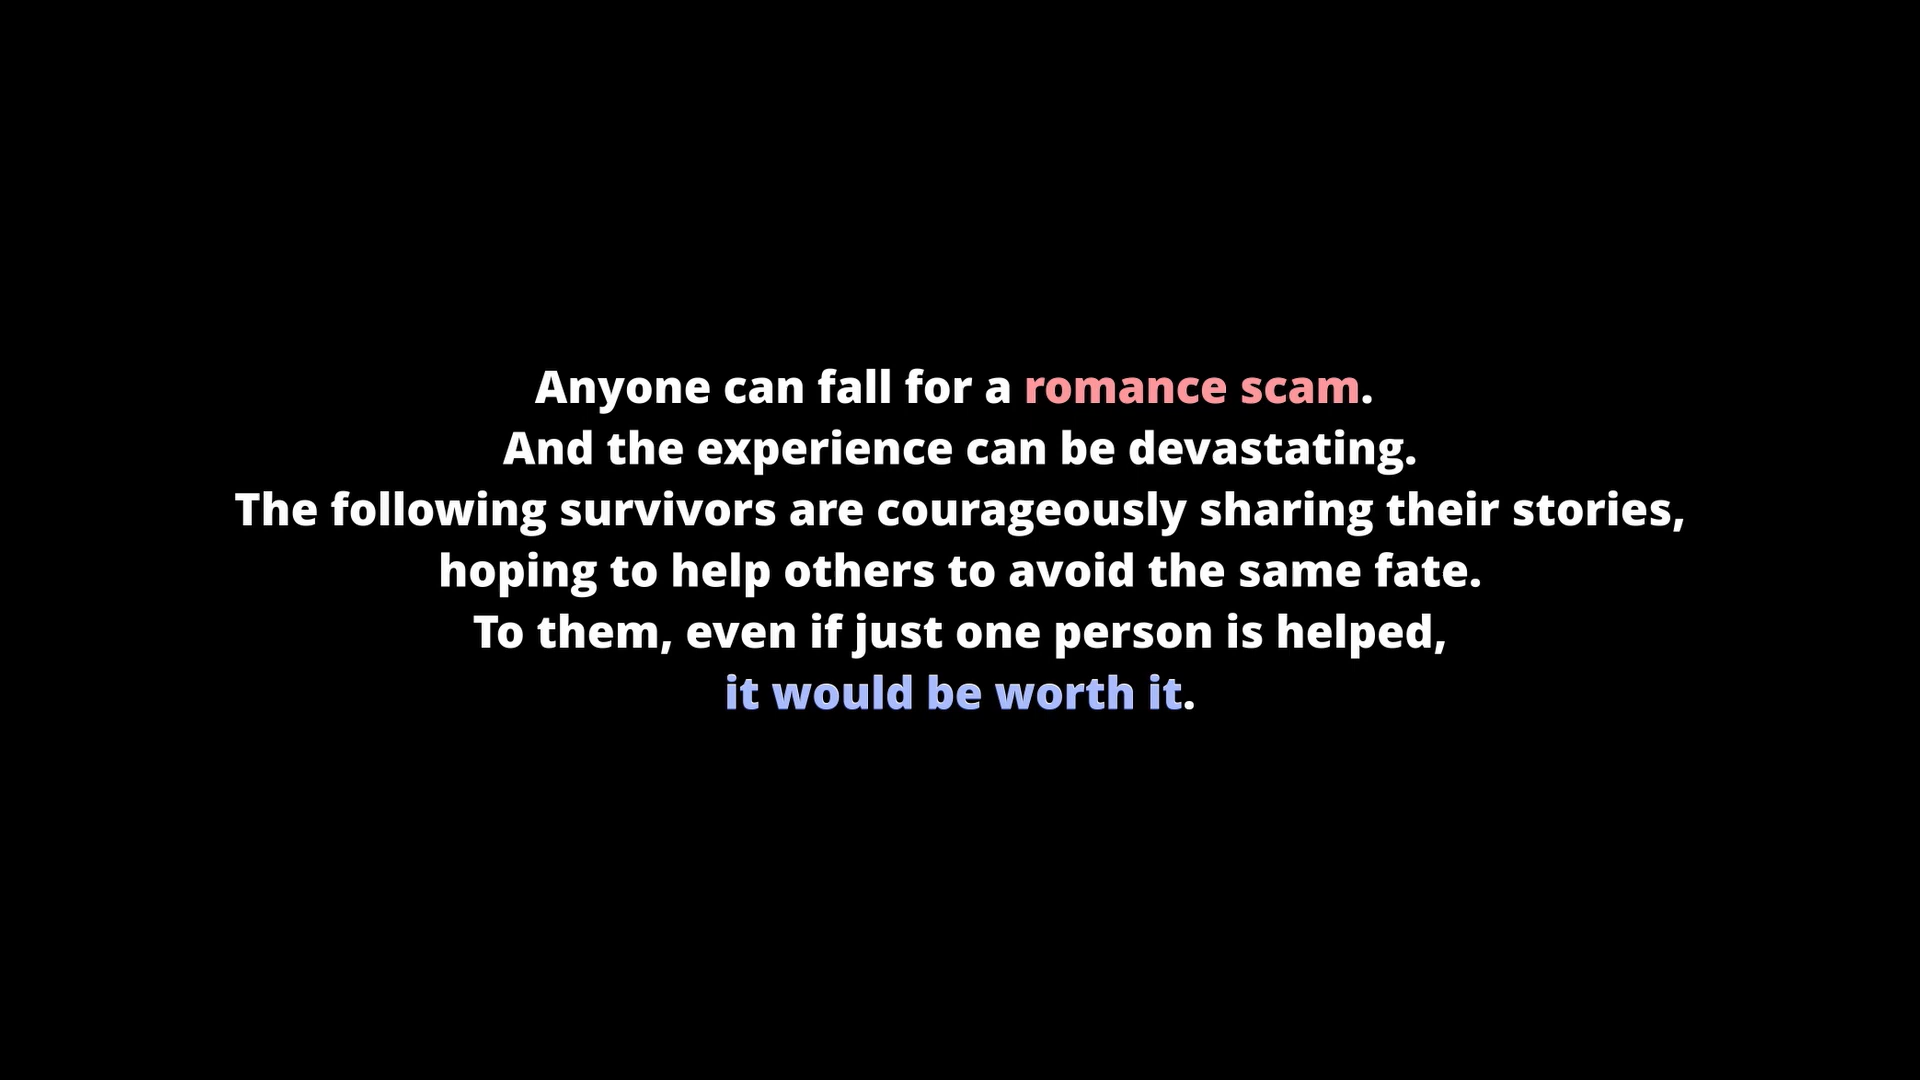 Anyone can fall for a romance scam.
And the experience can be devastating.
The following survivors are courageously sharing their stories,
hoping to help others to avoid the same fate.
To them, even if just one person is helped,
it would be worth it.